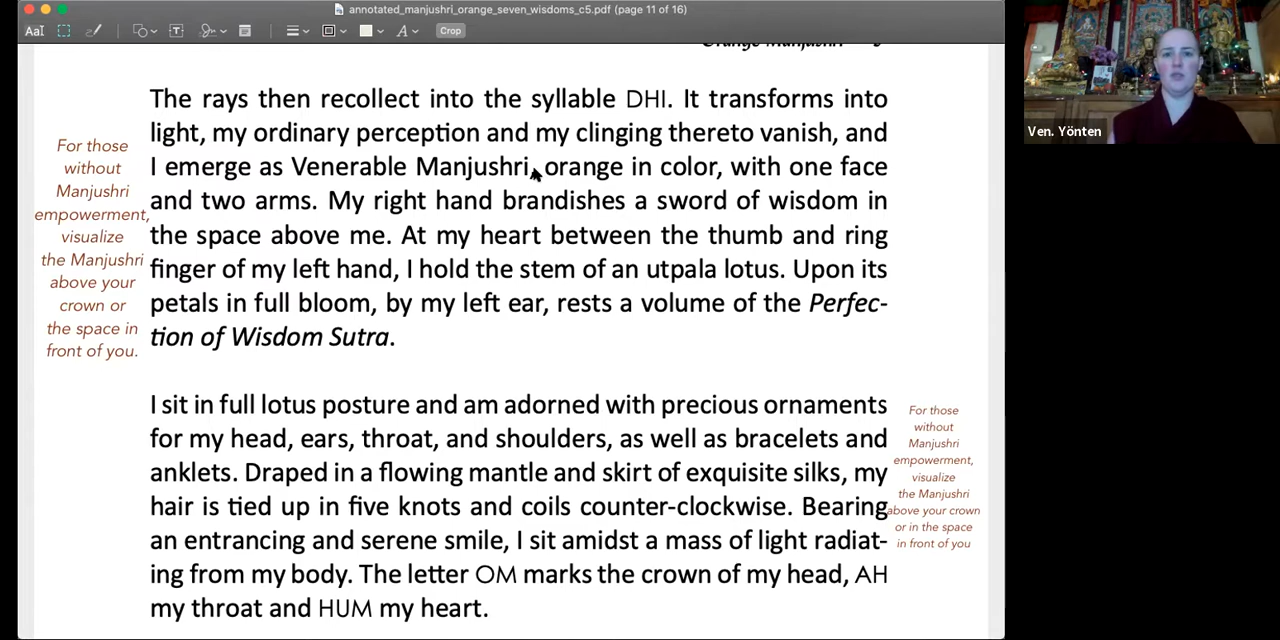 annotated_manjushri_orange_seven_wisdoms_c5.pdf (page 11 of 16)
AaI
T
A
Crop
Orange Manjushri
The rays then recollect into the syllable DHI. It transforms into
light, my ordinary perception and my clinging thereto vanish, and
I emerge as Venerable Manjushri, orange in color, with one face
and two arms. My right hand brandishes a sword of wisdom in
the space above me. At my heart between the thumb and ring
finger of my left hand, I hold the stem of an utpala lotus. Upon its
petals in full bloom, by my left ear, rests a volume of the Perfec-
tion of Wisdom Sutra.
For those
without
Manjushri
empowerment,
visualize
the Manjushri
above your
crown or
the space in
front of you.
I sit in full lotus posture and am adorned with precious ornaments
for my head, ears, throat, and shoulders, as well as bracelets and
anklets. Draped in a flowing mantle and skirt of exquisite silks, my
hair is tied up in five knots and coils counter-clockwise. Bearing
an entrancing and serene smile, I sit amidst a mass of light radiat-
ing from my body. The letter OM marks the crown of my head, AH
my throat and HUM my heart.
For those
without
Manjushri
empowerment,
visualize
the Manjushri
above your crown
or in the space
in front of you
Ven. Yönten